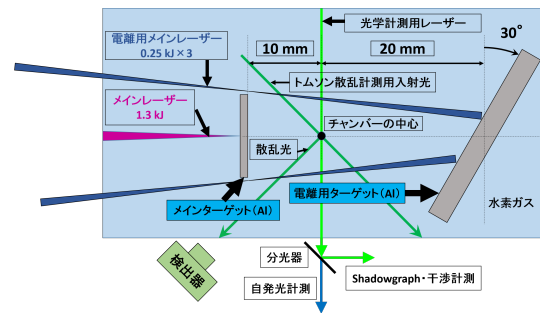 電離用メインレーザー
0.25 kJ×3
光学計測用レーザー
30°
10 mm
20 mm
トムソン散乱計測用入射光
メインレーザー
1.3 kJ
チャンバーの中心
散乱光
電離用ターゲット(Al)
メインターゲット(Al)
水素ガス
分光器
検出器
Shadowgraph・干渉計測
自発光計測